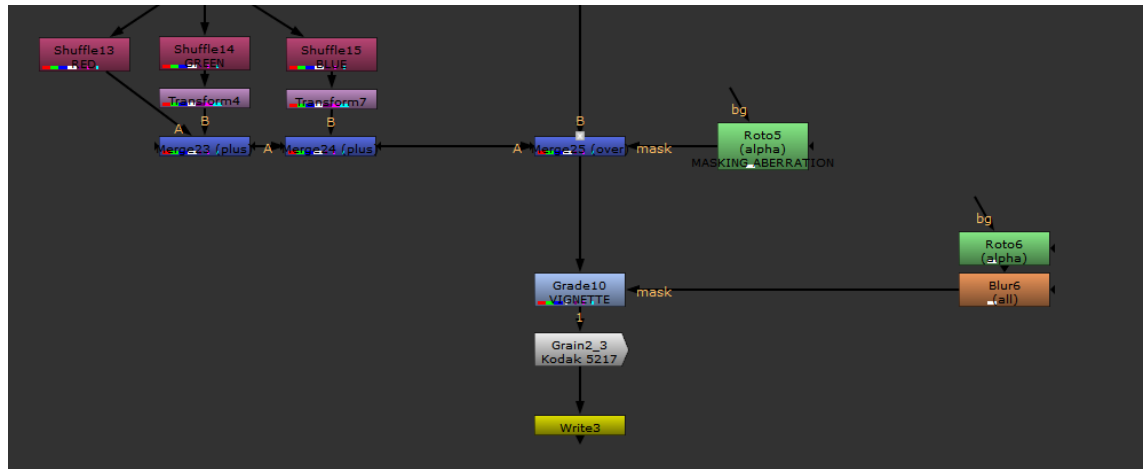 Shuffle13
RED
Shuffle14
GREEN
Shuffle15
BLUE
Transform4
Transform7
A
B
B
B
bg
Merge23 (plus)
A
Merge24 (plus)
A
Merge25 (over)
mask
Roto5
(alpha)
MASKING ABERRATION
bg
Roto6
(alpha)
Grade10
VIGNETTE
mask
Blur6
(all)
1
Grain2_3
Kodak 5217
Write3